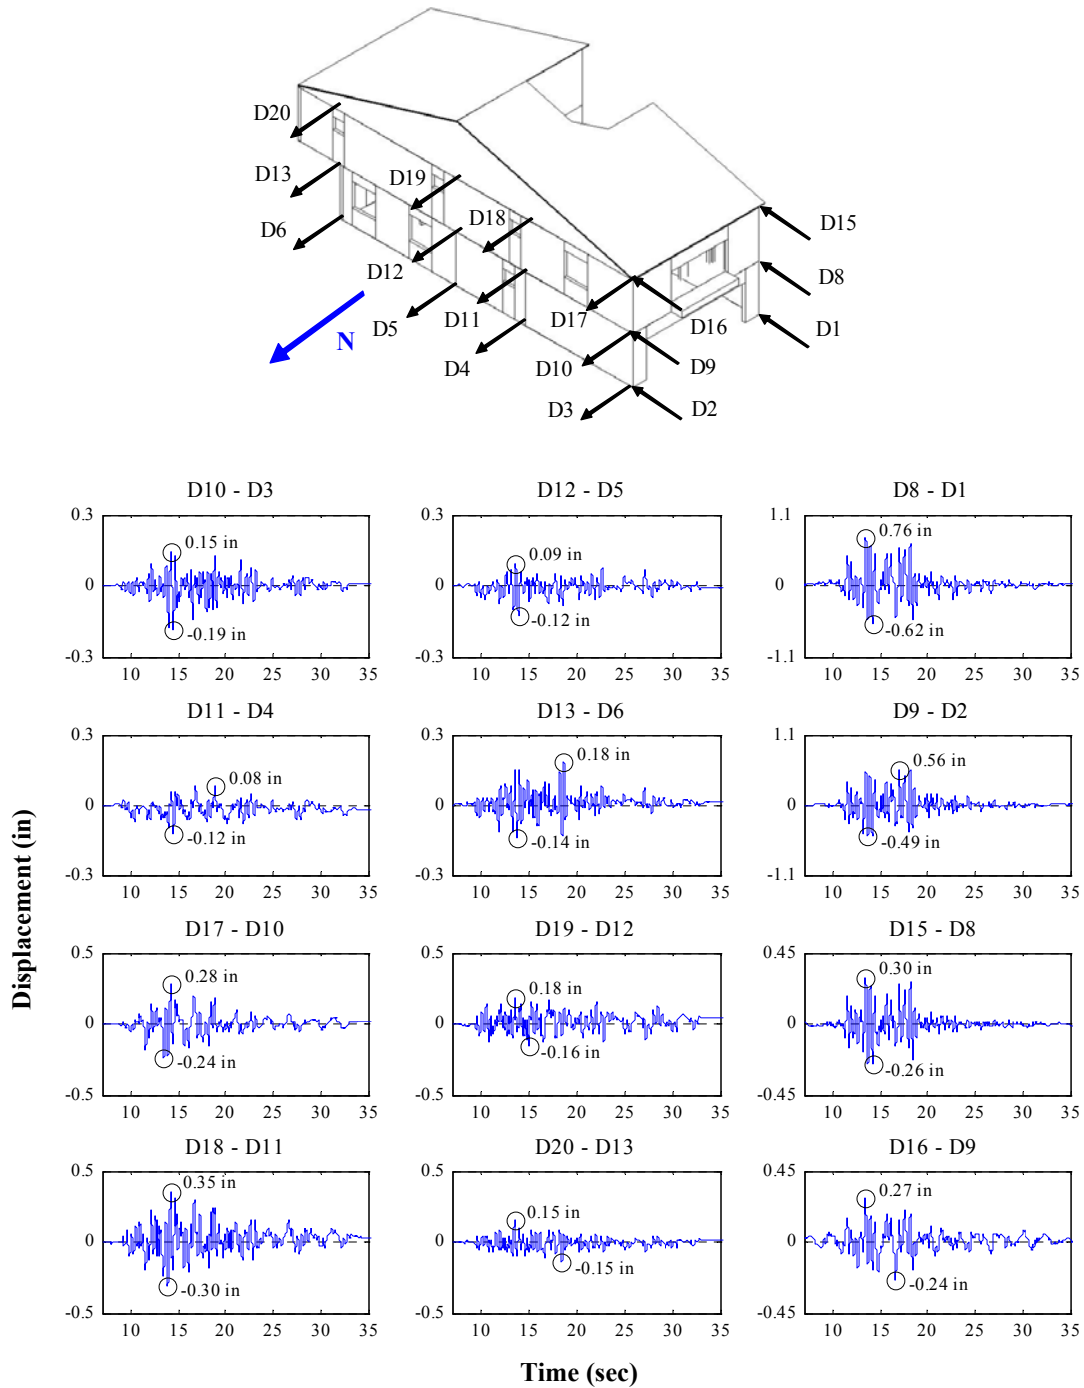 D20
D13
D19
D6
D18
D15
D12
D8
N
D5
D11
D17
D16
D1
D4
D10
D9
D3
D2
D10 - D3 D12 - D5 D8 - D1
0.3 0.3 1.1
0.15 in 0.09 in 0.76 in
0 0 0
-0.19 in -0.12 in -0.62 in
-0.3 -0.3 -1.1
10 15 20 25 30 35 10 15 20 25 30 35 10 15 20 25 30 35
D11 - D4 D13 - D6 D9 - D2
0.3 0.3 1.1
0.08 in 0.18 in 0.56 in
0 0 0
-0.12 in -0.14 in -0.49 in
-0.3 -0.3 -1.1
10 15 20 25 30 35 10 15 20 25 30 35 10 15 20 25 30 35
Displacement (in)
D17 - D10 D19 - D12 D15 - D8
0.5 0.5 0.45
0.28 in 0.18 in 0.30 in
0 0 0
-0.24 in -0.16 in -0.26 in
-0.5 -0.5 -0.45
10 15 20 25 30 35 10 15 20 25 30 35 10 15 20 25 30 35
D18 - D11 D20 - D13 D16 - D9
0.5 0.5 0.45
0.35 in 0.15 in 0.27 in
0 0 0
-0.30 in -0.15 in -0.24 in
-0.5 -0.5 -0.45
10 15 20 25 30 35 10 15 20 25 30 35 10 15 20 25 30 35
Time (sec)